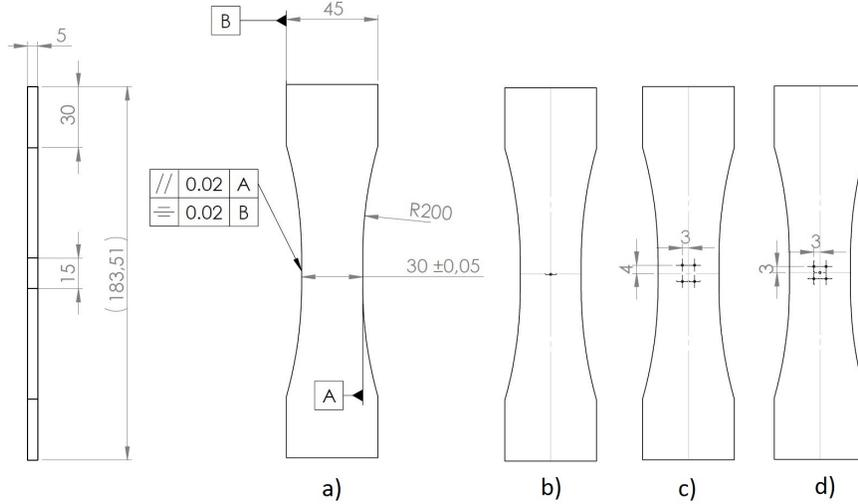 5
B
45
30
// 0.02 A
⌯ 0.02 B
R200
15
(183,51)
30 ±0,05
A
3
4
3
3
a)
b)
c)
d)